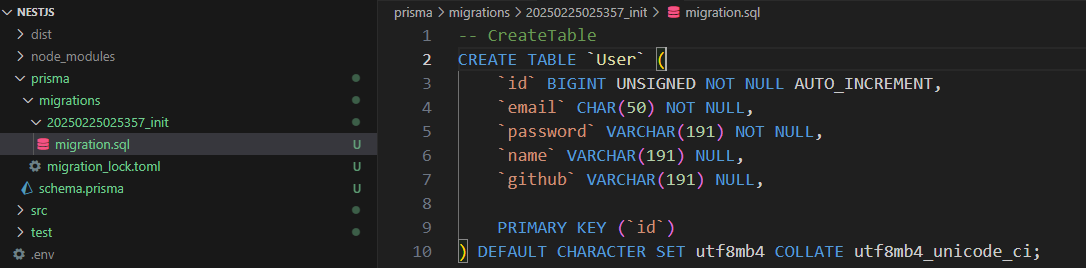 NESTJS
dist
node_modules
prisma
migrations
20250225025357_init
migration.sql U
migration_lock.toml U
schema.prisma U
src
test
.env
prisma > migrations > 20250225025357_init > migration.sql
1 -- CreateTable
2 CREATE TABLE `User` (
3 `id` BIGINT UNSIGNED NOT NULL AUTO_INCREMENT,
4 `email` CHAR(50) NOT NULL,
5 `password` VARCHAR(191) NOT NULL,
6 `name` VARCHAR(191) NULL,
7 `github` VARCHAR(191) NULL,
8
9 PRIMARY KEY (`id`)
10 ) DEFAULT CHARACTER SET utf8mb4 COLLATE utf8mb4_unicode_ci;